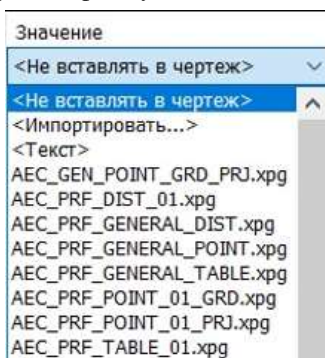 Значение
<Не вставлять в чертеж>
<Не вставлять в чертеж>
<Импортировать...>
<Текст>
AEC_GEN_POINT_GRD_PRJ.xpg
AEC_PRF_DIST_01.xpg
AEC_PRF_GENERAL_DIST.xpg
AEC_PRF_GENERAL_POINT.xpg
AEC_PRF_GENERAL_TABLE.xpg
AEC_PRF_POINT_01_GRD.xpg
AEC_PRF_POINT_01_PRJ.xpg
AEC_PRF_TABLE_01.xpg